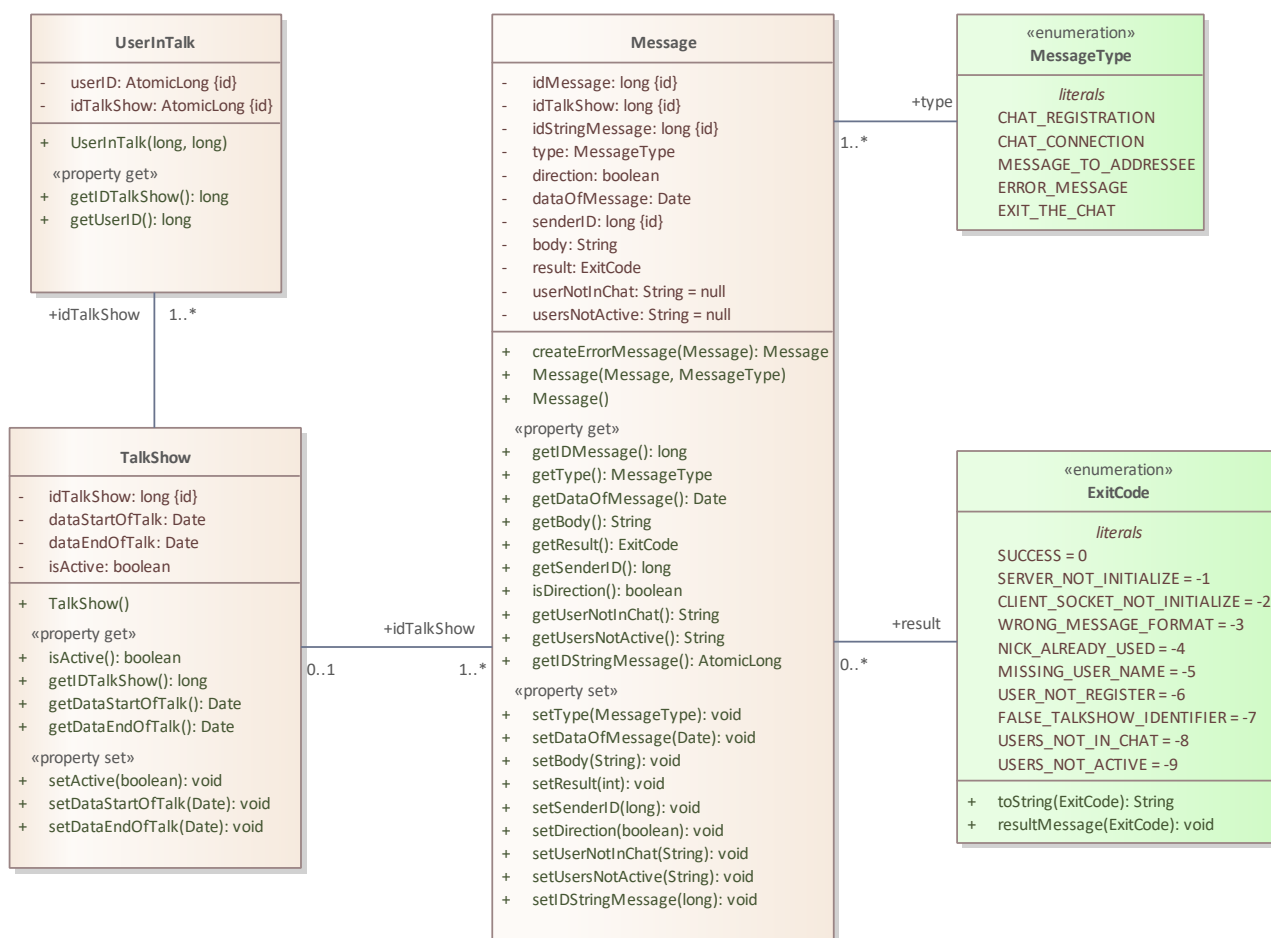 UserInTalk
- userID: AtomicLong {id}
- idTalkShow: AtomicLong {id}
+ UserInTalk(long, long)
«property get»
+ getIDTalkShow(): long
+ getUserID(): long
+idTalkShow 1..*
TalkShow
- idTalkShow: long {id}
- dataStartOfTalk: Date
- dataEndOfTalk: Date
- isActive: boolean
+ TalkShow()
«property get»
+ isActive(): boolean
+ getIDTalkShow(): long
+ getDataStartOfTalk(): Date
+ getDataEndOfTalk(): Date
«property set»
+ setActive(boolean): void
+ setDataStartOfTalk(Date): void
+ setDataEndOfTalk(Date): void
+idTalkShow
0..1 1..*
Message
- idMessage: long {id}
- idTalkShow: long {id}
- idStringMessage: long {id}
- type: MessageType
- direction: boolean
- dataOfMessage: Date
- senderID: long {id}
- body: String
- result: ExitCode
- userNotInChat: String = null
- usersNotActive: String = null
+ createErrorMessage(Message): Message
+ Message(Message, MessageType)
+ Message()
«property get»
+ getIDMessage(): long
+ getType(): MessageType
+ getDataOfMessage(): Date
+ getBody(): String
+ getResult(): ExitCode
+ getSenderID(): long
+ isDirection(): boolean
+ getUserNotInChat(): String
+ getUsersNotActive(): String
+ getIDStringMessage(): AtomicLong
«property set»
+ setType(MessageType): void
+ setDataOfMessage(Date): void
+ setBody(String): void
+ setResult(int): void
+ setSenderID(long): void
+ setDirection(boolean): void
+ setUserNotInChat(String): void
+ setUsersNotActive(String): void
+ setIDStringMessage(long): void
+type
1..*
«enumeration»
MessageType
literals
CHAT_REGISTRATION
CHAT_CONNECTION
MESSAGE_TO_ADDRESSEE
ERROR_MESSAGE
EXIT_THE_CHAT
+result
0..*
«enumeration»
ExitCode
literals
SUCCESS = 0
SERVER_NOT_INITIALIZE = -1
CLIENT_SOCKET_NOT_INITIALIZE = -2
WRONG_MESSAGE_FORMAT = -3
NICK_ALREADY_USED = -4
MISSING_USER_NAME = -5
USER_NOT_REGISTER = -6
FALSE_TALKSHOW_IDENTIFIER = -7
USERS_NOT_IN_CHAT = -8
USERS_NOT_ACTIVE = -9
+ toString(ExitCode): String
+ resultMessage(ExitCode): void